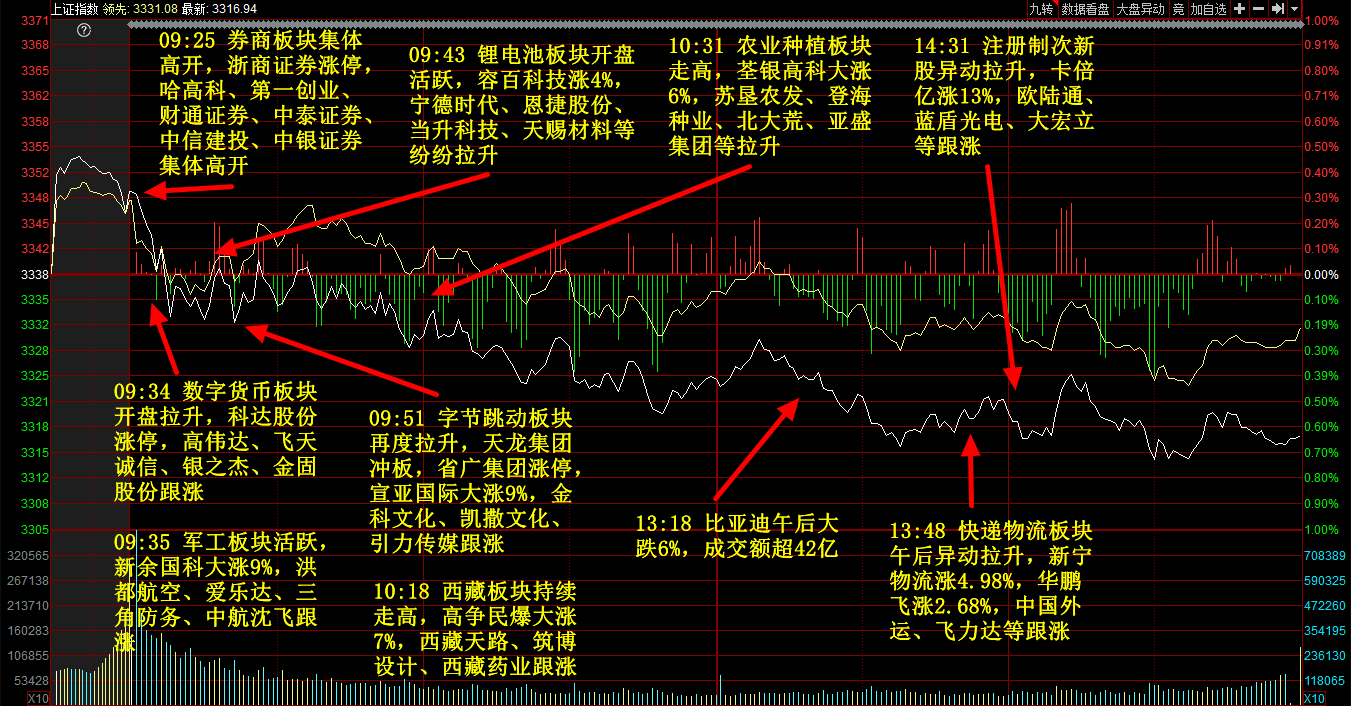 上证指数 领先: 3331.08 最新: 3316.94
九转 数据看盘 大盘异动 竞 加自选
3371
3368
3365
3362
3358
3355
3352
3348
3345
3342
3338
3335
3332
3328
3325
3321
3318
3315
3312
3308
3305
320565
267138
213710
160283
106855
53428
X10
09:25 券商板块集体
高开，浙商证券涨停，
哈高科、第一创业、
财通证券、中泰证券、
中信建投、中银证券
集体高开
09:43 锂电池板块开盘
活跃，容百科技涨4%，
宁德时代、恩捷股份、
当升科技、天赐材料等
纷纷拉升
10:31 农业种植板块
走高，荃银高科大涨
6%，苏垦农发、登海
种业、北大荒、亚盛
集团等拉升
14:31 注册制次新
股异动拉升，卡倍
亿涨13%，欧陆通、
蓝盾光电、大宏立
等跟涨
09:34 数字货币板块
开盘拉升，科达股份
涨停，高伟达、飞天
诚信、银之杰、金固
股份跟涨
09:35 军工板块活跃，
新余国科大涨9%，洪
都航空、爱乐达、三
角防务、中航沈飞跟
涨
09:51 字节跳动板块
再度拉升，天龙集团
冲板，省广集团涨停，
宣亚国际大涨9%，金
科文化、凯撒文化、
引力传媒跟涨
10:18 西藏板块持续
走高，高争民爆大涨
7%，西藏天路、筑博
设计、西藏药业跟涨
13:18 比亚迪午后大
跌6%，成交额超42亿
13:48 快递物流板块
午后异动拉升，新宁
物流涨4.98%，华鹏
飞涨2.68%，中国外
运、飞力达等跟涨
1.00%
0.91%
0.80%
0.71%
0.60%
0.50%
0.40%
0.30%
0.20%
0.10%
0.00%
0.10%
0.19%
0.30%
0.39%
0.50%
0.60%
0.70%
0.80%
0.90%
1.00%
708389
590325
472260
354195
236130
118065
X10